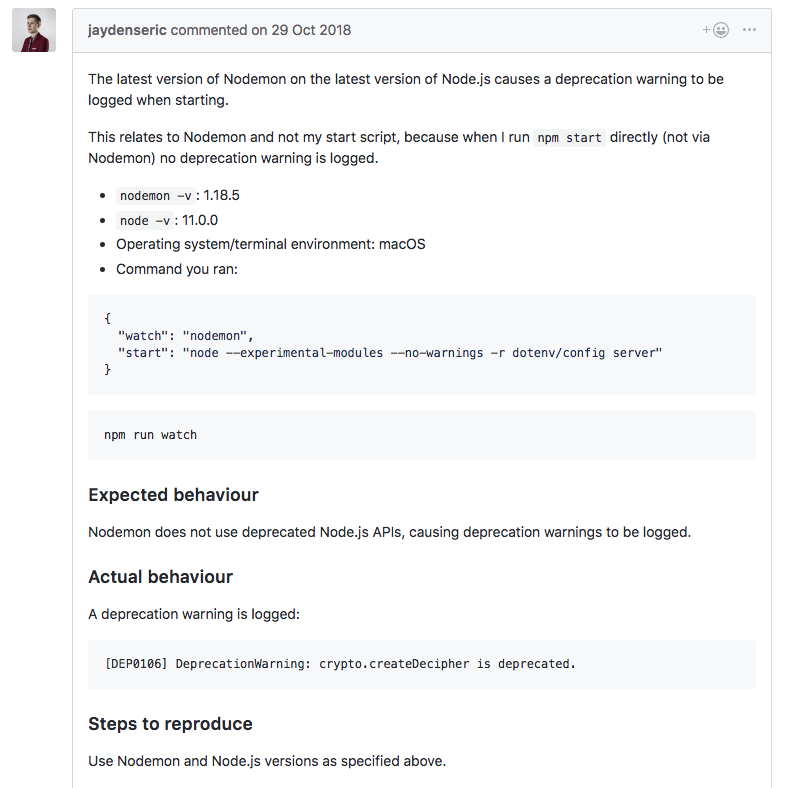 jaydenseric commented on 29 Oct 2018
The latest version of Nodemon on the latest version of Node.js causes a deprecation warning to be
logged when starting.
This relates to Nodemon and not my start script, because when I run npm start directly (not via
Nodemon) no deprecation warning is logged.
• nodemon -v : 1.18.5
• node -v : 11.0.0
• Operating system/terminal environment: macOS
• Command you ran:
{
  "watch": "nodemon",
  "start": "node --experimental-modules --no-warnings -r dotenv/config server"
}
npm run watch
Expected behaviour
Nodemon does not use deprecated Node.js APIs, causing deprecation warnings to be logged.
Actual behaviour
A deprecation warning is logged:
[DEP0106] DeprecationWarning: crypto.createDecipher is deprecated.
Steps to reproduce
Use Nodemon and Node.js versions as specified above.